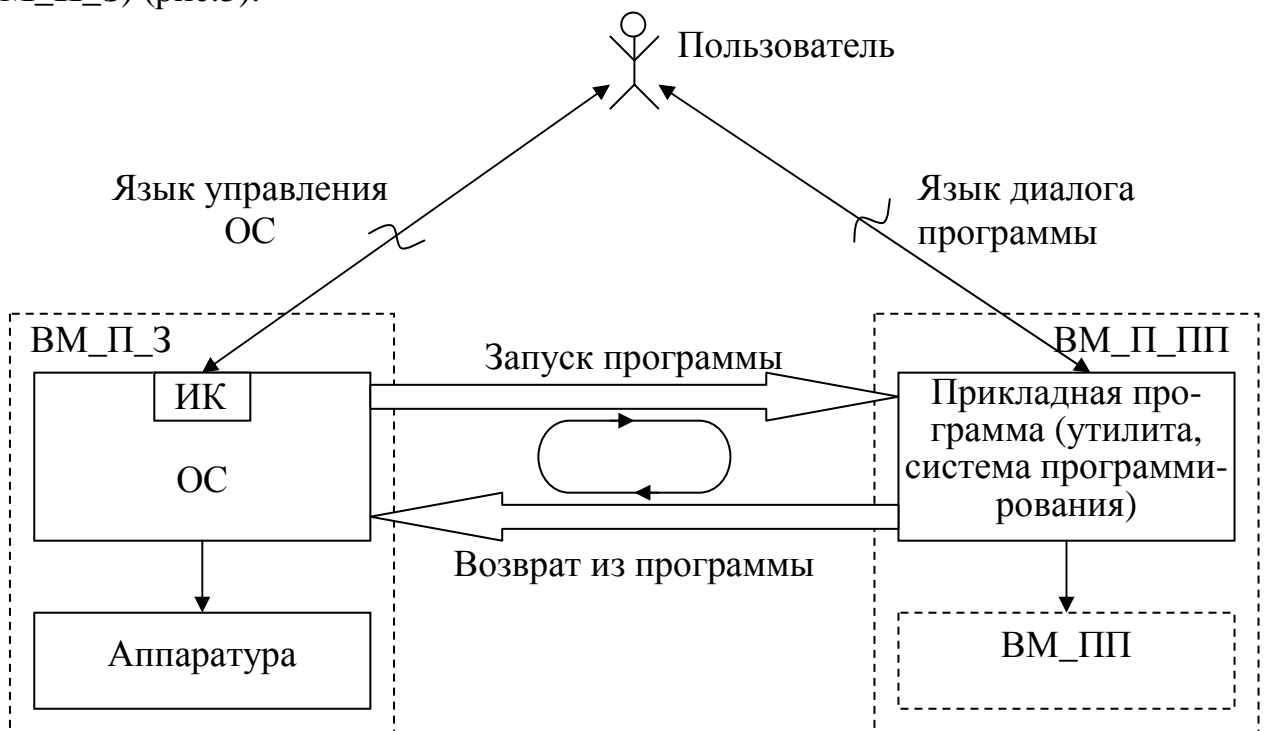 М_П_З) (рис.3).
Пользователь
Язык управления
ОС
Язык диалога
программы
ВМ_П_З
ВМ_П_ПП
Запуск программы
ИК
ОС
Прикладная про-
грамма (утилита,
система программи-
рования)
Возврат из программы
Аппаратура
ВМ_ПП